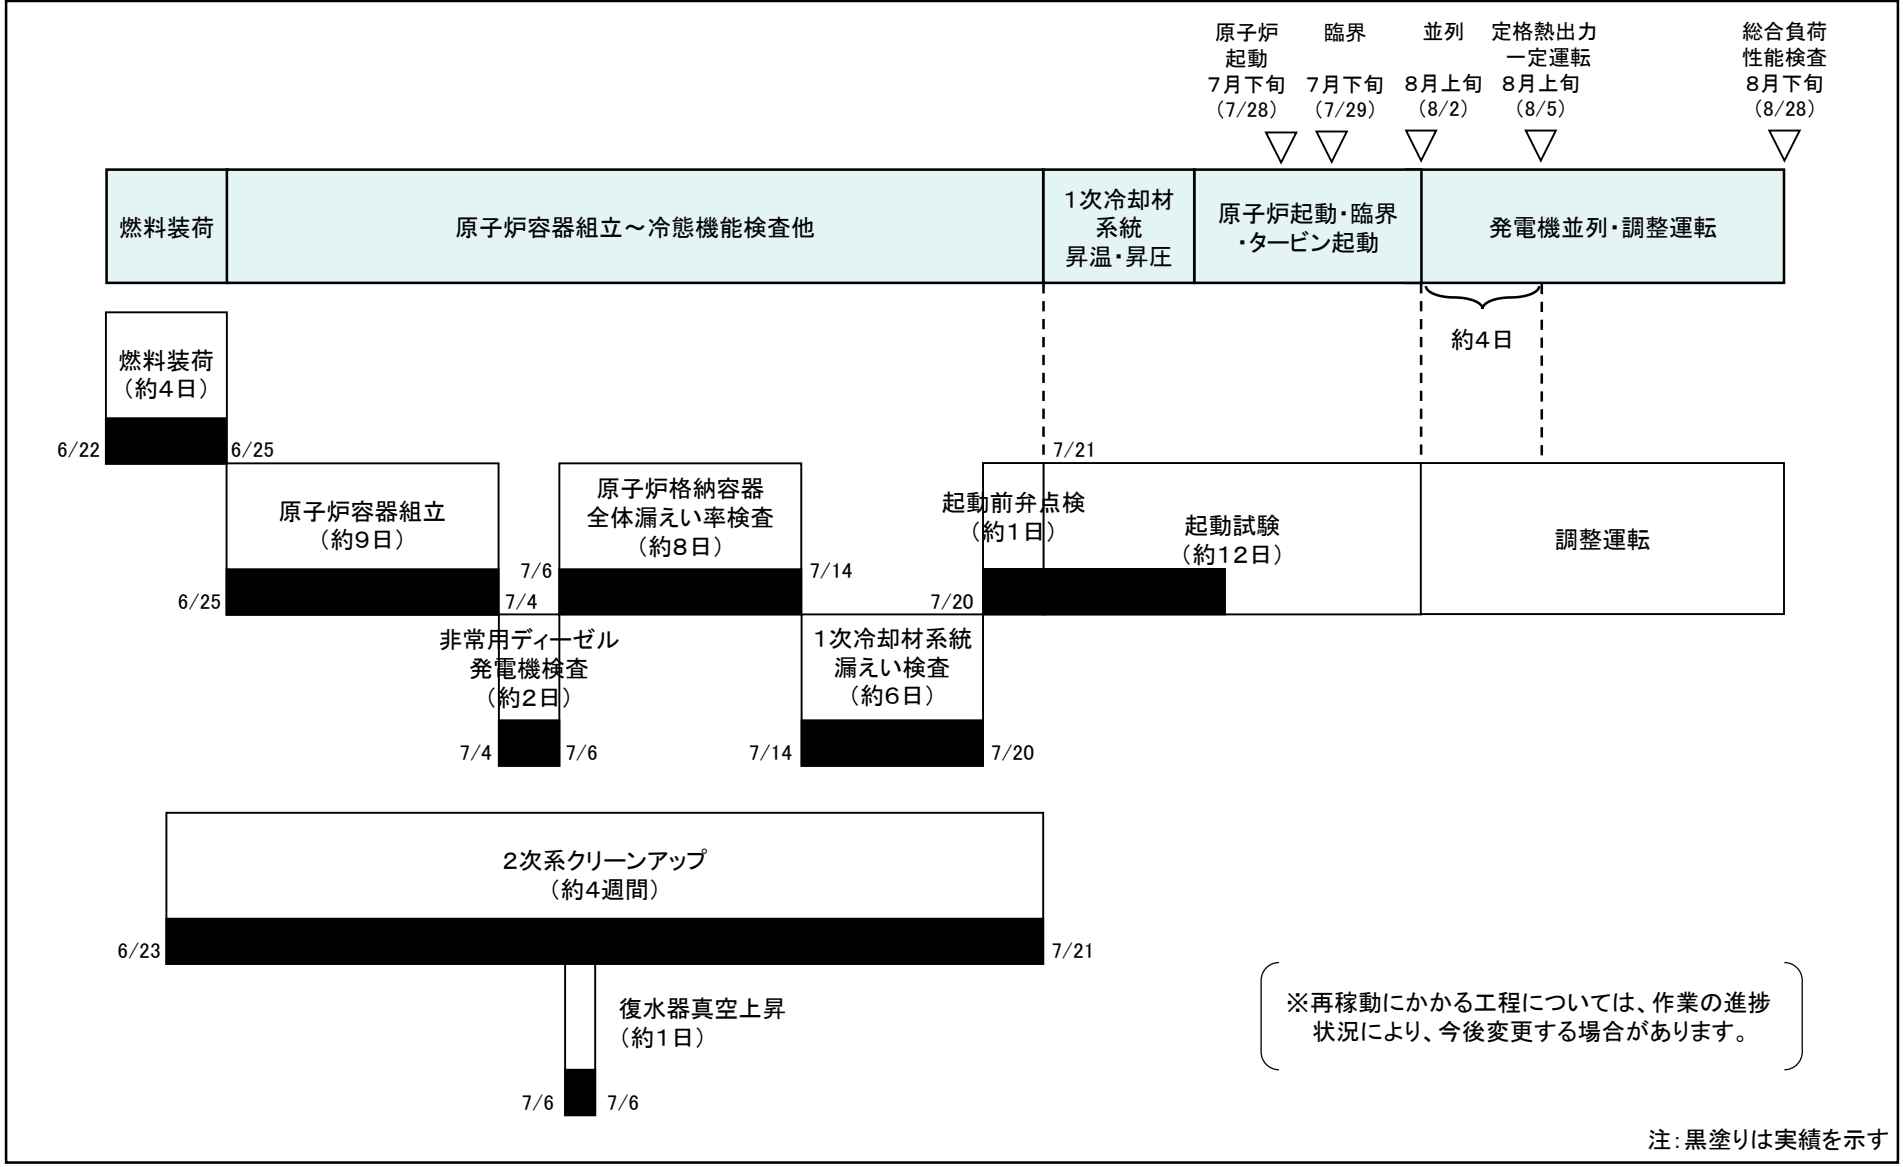 原子炉
起動
7月下旬
(7/28)
臨界
7月下旬
(7/29)
並列
8月上旬
(8/2)
定格熱出力
一定運転
8月上旬
(8/5)
総合負荷
性能検査
8月下旬
(8/28)
燃料装荷
原子炉容器組立～冷態機能検査他
1次冷却材
系統
昇温・昇圧
原子炉起動・臨界
・タービン起動
発電機並列・調整運転
約4日
燃料装荷
（約4日）
6/22
6/25
7/21
原子炉容器組立
（約9日）
6/25
7/4
原子炉格納容器
全体漏えい率検査
（約8日）
7/6
7/14
起動前弁点検
（約1日）
7/20
起動試験
（約12日）
調整運転
非常用ディーゼル
発電機検査
（約2日）
7/4
7/6
1次冷却材系統
漏えい検査
（約6日）
7/14
7/20
2次系クリーンアップ
（約4週間）
6/23
7/21
復水器真空上昇
（約1日）
7/6
7/6
※再稼動にかかる工程については、作業の進捗
状況により、今後変更する場合があります。
注：黒塗りは実績を示す